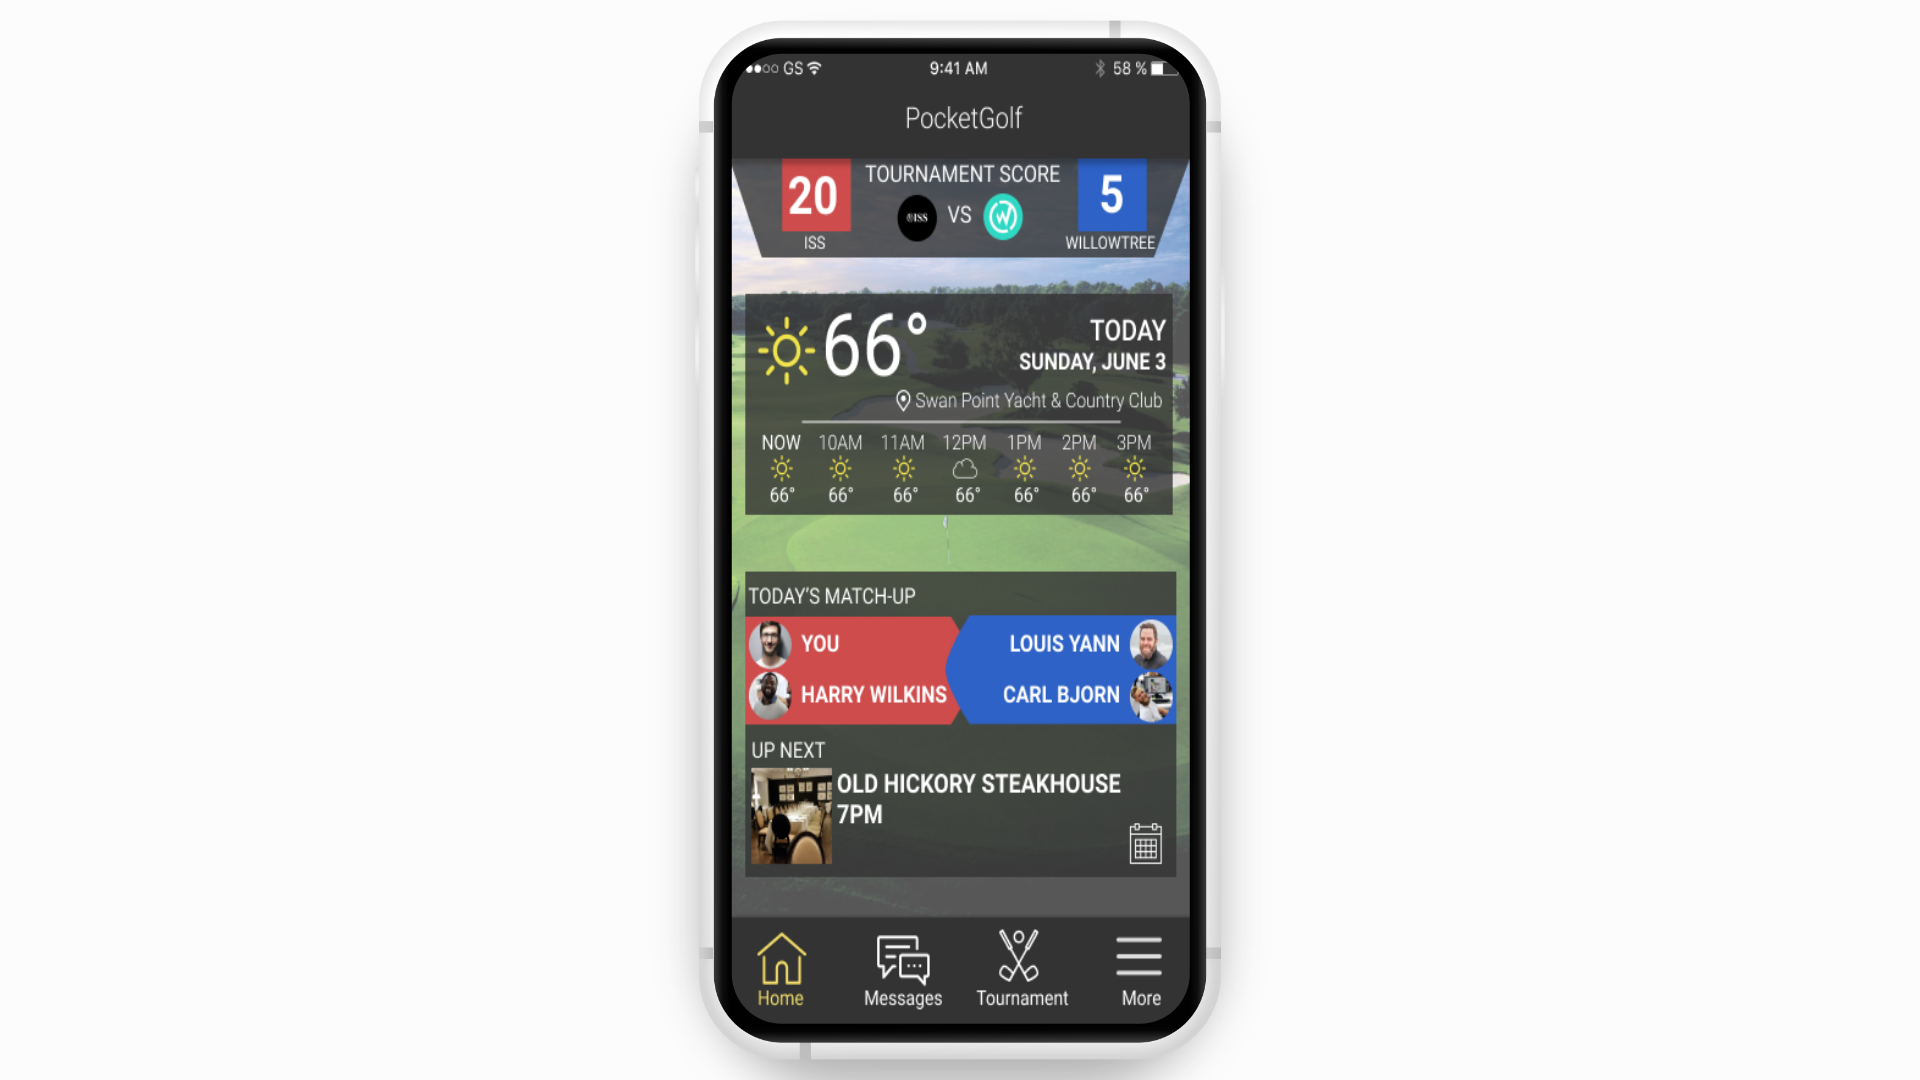 GS 9:41 AM 58 %
PocketGolf
20 TOURNAMENT SCORE 5
ISS VS W
ISS WILLOWTREE
66° TODAY
SUNDAY, JUNE 3
Swan Point Yacht & Country Club
NOW 10AM 11AM 12PM 1PM 2PM 3PM
66° 66° 66° 66° 66° 66° 66°
TODAY'S MATCH-UP
YOU LOUIS YANN
HARRY WILKINS CARL BJORN
UP NEXT
OLD HICKORY STEAKHOUSE
7PM
Home Messages Tournament More